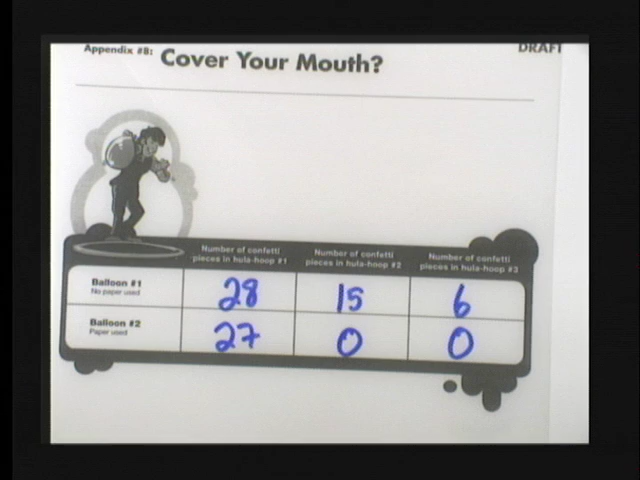 Appendix #8: Cover Your Mouth?
DRAFT
Number of confetti
pieces in hula-hoop #1
Number of confetti
pieces in hula-hoop #2
Number of confetti
pieces in hula-hoop #3
Balloon #1
No paper used
28 15 6
Balloon #2
Paper used
27 0 0